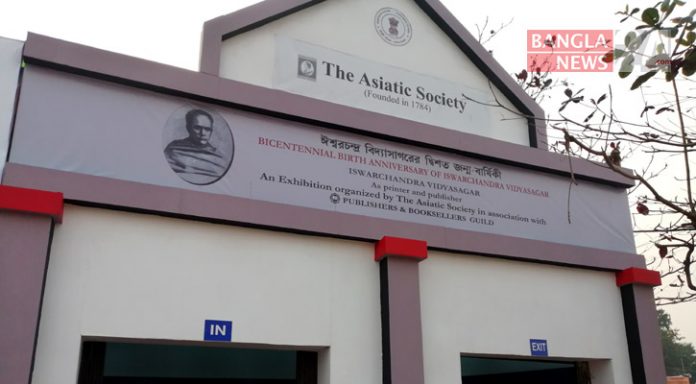 BANGLA
NEWS
24
.com
The Asiatic Society
(Founded in 1784)
ঈশ্বরচন্দ্র বিদ্যাসাগরের দ্বিশত জন্ম বার্ষিকী
BICENTENNIAL BIRTH ANNIVERSARY OF ISWARCHANDRA VIDYASAGAR
ISWARCHANDRA VIDYASAGAR
As printer and publisher
An Exhibition organized by The Asiatic Society in association with
PUBLISHERS & BOOKSELLERS GUILD
IN
EXIT